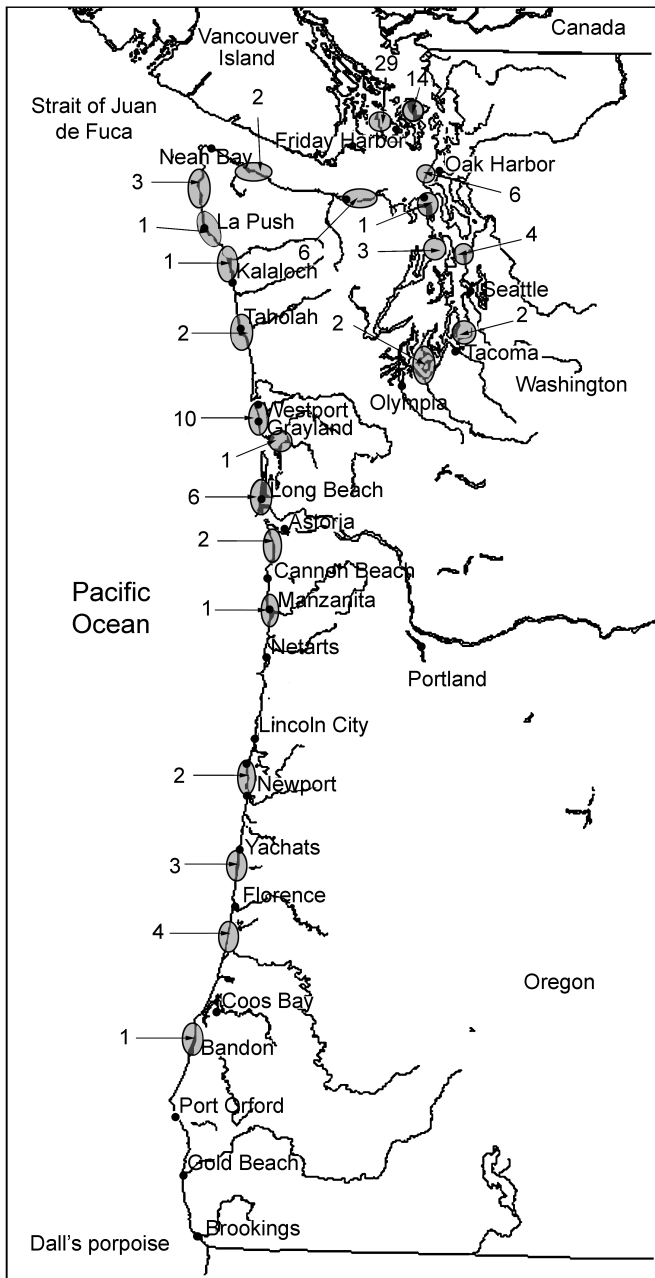 Canada
Vancouver
Island
29
14
Strait of Juan
de Fuca
2
Friday Harbor
Neah Bay
Oak Harbor
3
6
1
La Push
1
6
3
4
1
Kalaloch
Seattle
Taholah
2
2
2
Tacoma
Washington
Olympia
Westport
10
Grayland
1
6
Long Beach
Astoria
2
Cannon Beach
Pacific
Ocean
1
Manzanita
Netarts
Portland
Lincoln City
2
Newport
Yachats
3
Florence
4
Oregon
Coos Bay
1
Bandon
Port Orford
Gold Beach
Brookings
Dall's porpoise